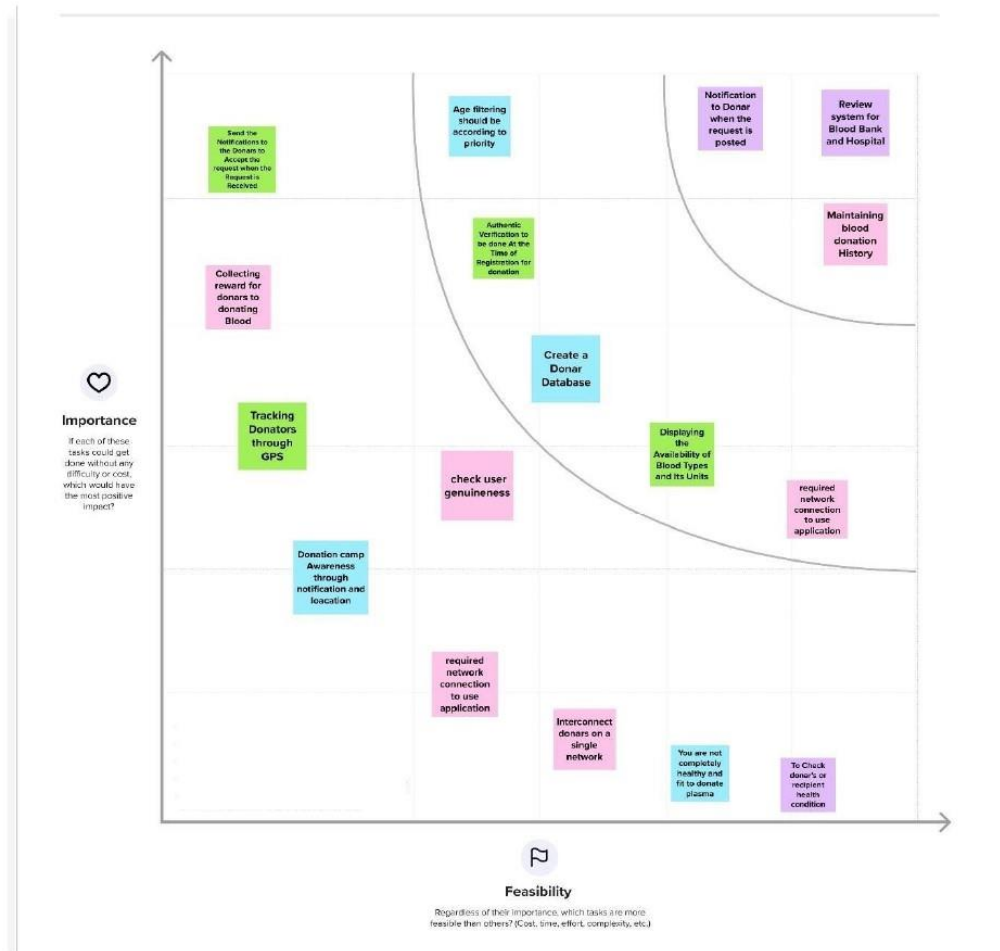 Age filtering
should be
according to
priority
Notification
to Donar
when the
request is
posted
Review
system for
Blood Bank
and Hospital
Send the
Notifications to
the Donars to
Accept the
request when the
Request is
Received
Authentic
Verification to
be done At the
Time of
Registration for
donation
Maintaining
blood
donation
History
Collecting
reward for
donars to
donating
Blood
Create a
Donar
Database
Importance
If each of these
tasks could get
done without any
difficulty or cost,
which would have
the most positive
impact?
Tracking
Donators
through
GPS
check user
genuineness
Displaying
the
Availability of
Blood Types
and Its Units
required
network
connection
to use
application
Donation camp
Awareness
through
notification and
loacation
required
network
connection
to use
application
Interconnect
donars on a
single
network
You are not
completely
healthy and
fit to donate
plasma
To Check
donar's or
recipient
health
condition
Feasibility
Regardless of their importance, which tasks are more
feasible than others? (Cost, time, effort, complexity, etc.)